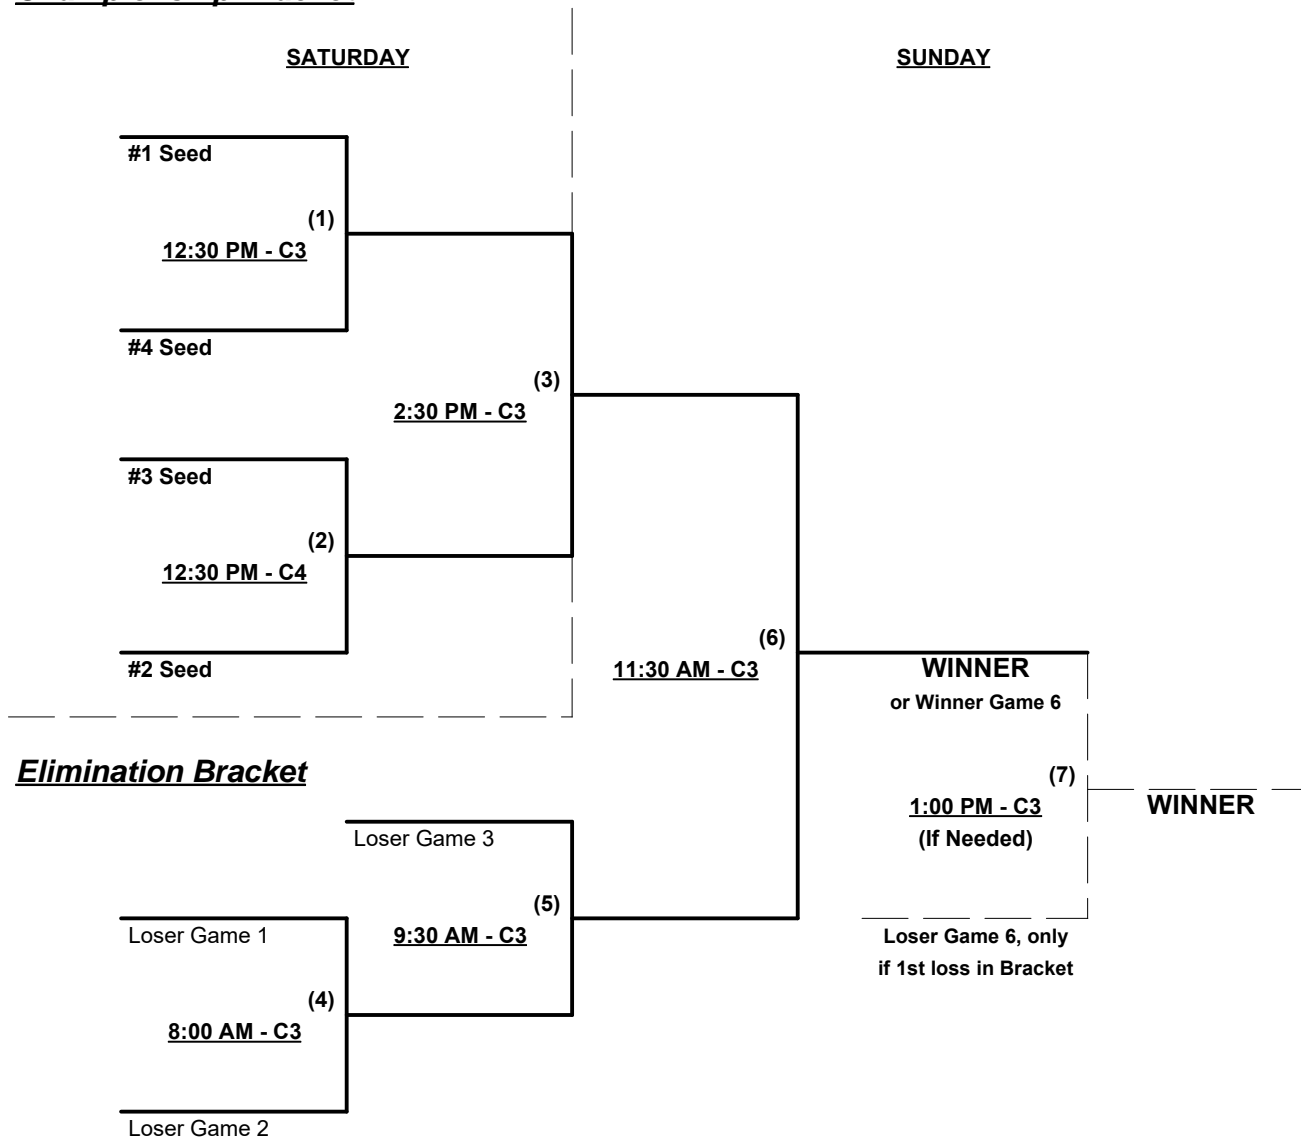 SATURDAY
SUNDAY
#1 Seed
(1)
12:30 PM - C3
#4 Seed
(3)
2:30 PM - C3
#3 Seed
(2)
12:30 PM - C4
#2 Seed
(6)
11:30 AM - C3
WINNER
or Winner Game 6
Elimination Bracket
(7)
1:00 PM - C3
WINNER
(If Needed)
Loser Game 3
(5)
9:30 AM - C3
Loser Game 1
Loser Game 6, only
if 1st loss in Bracket
(4)
8:00 AM - C3
Loser Game 2